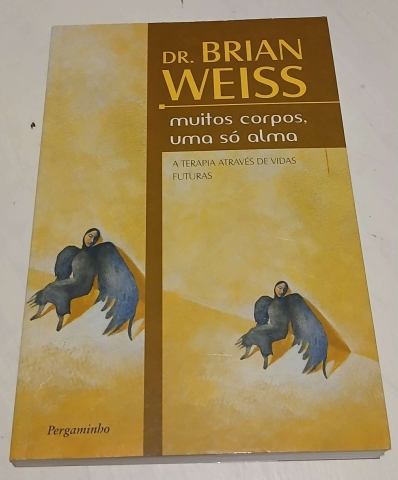 DR. BRIAN
WEISS
muitos corpos,
uma só alma
A TERAPIA ATRAVÉS DE VIDAS
FUTURAS
Pergaminho